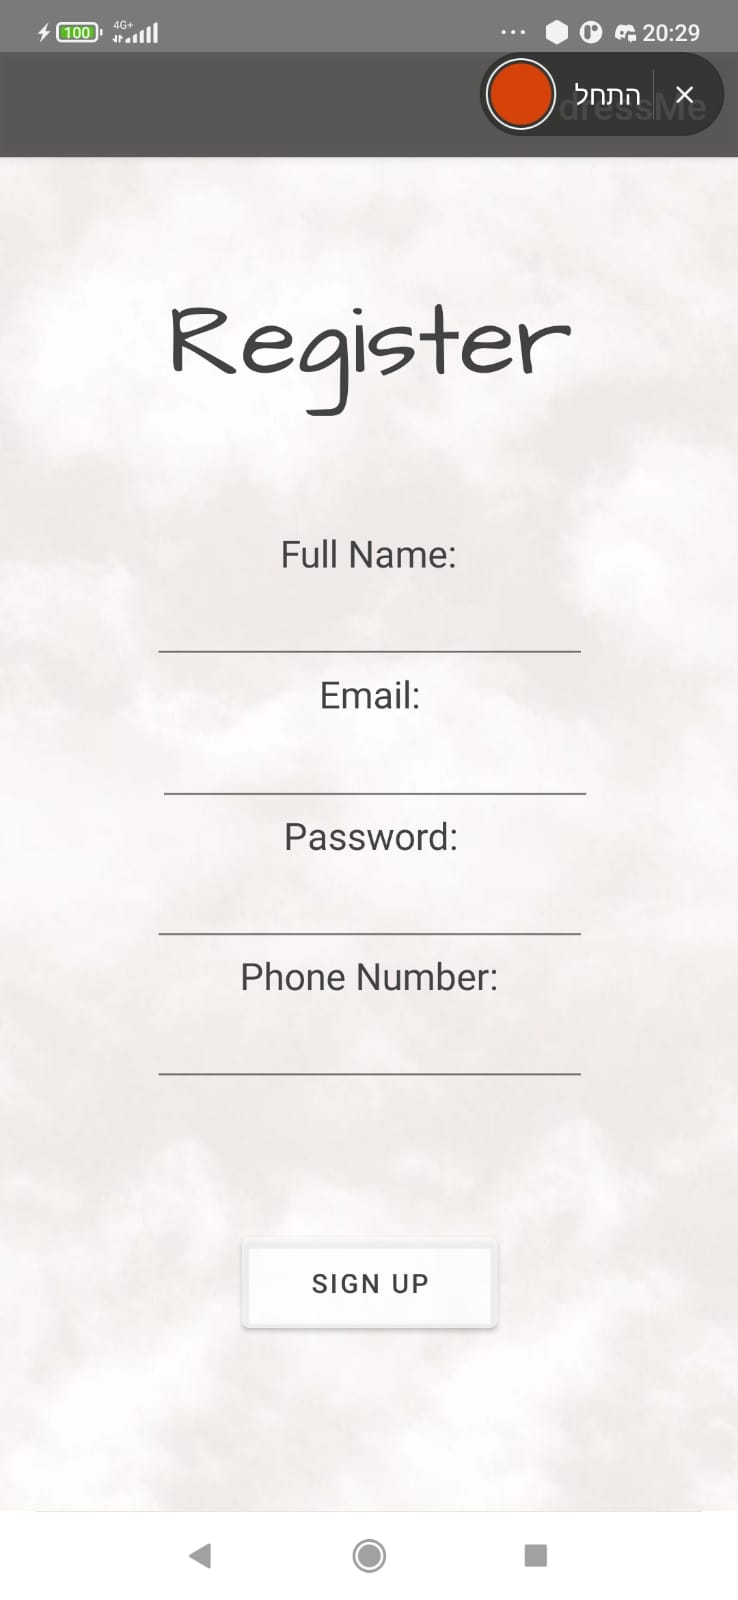 100 4G+ 20:29
התחל
dressMe
Register
Full Name:
Email:
Password:
Phone Number:
SIGN UP